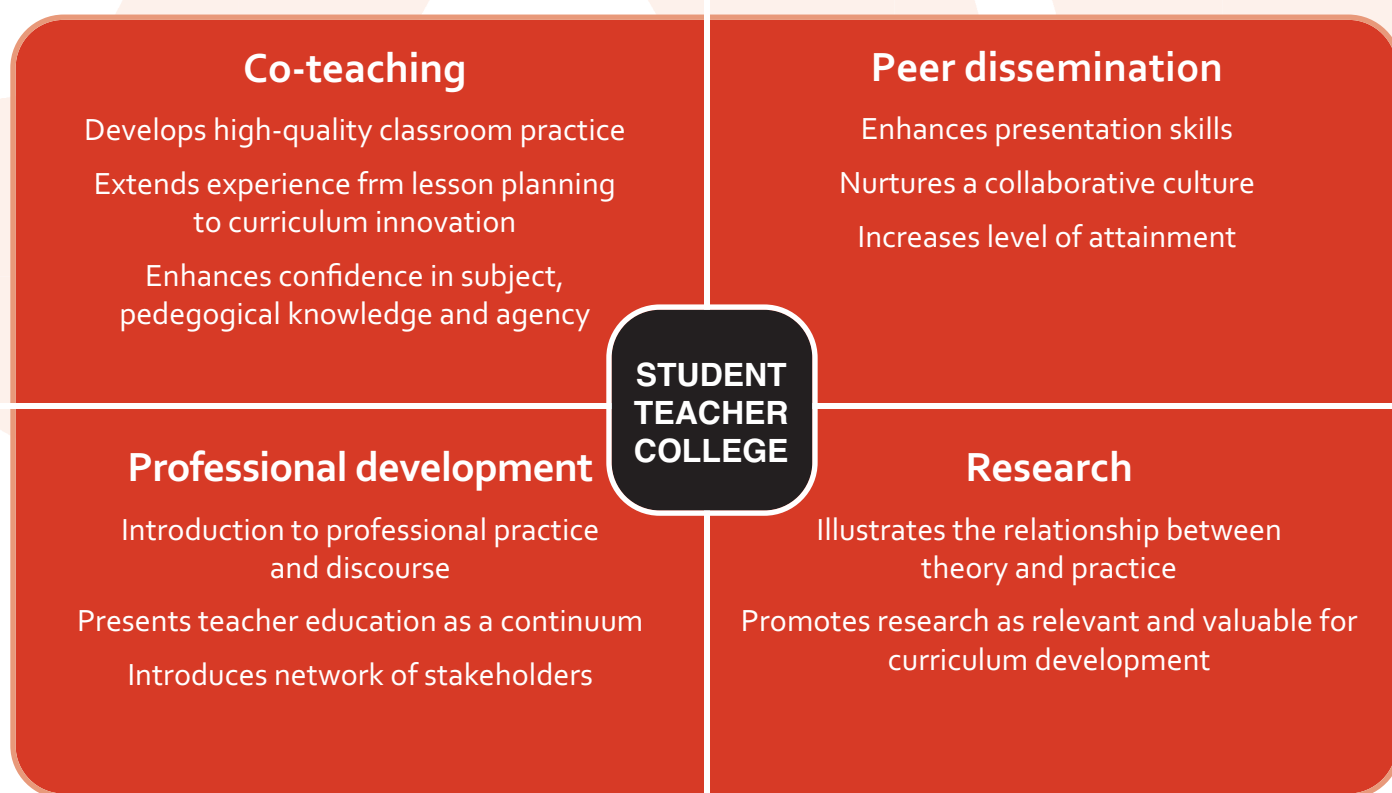 Co-teaching
Develops high-quality classroom practice
Extends experience frm lesson planning
to curriculum innovation
Enhances confidence in subject,
pedegogical knowledge and agency
Peer dissemination
Enhances presentation skills
Nurtures a collaborative culture
Increases level of attainment
STUDENT
TEACHER
COLLEGE
Professional development
Introduction to professional practice
and discourse
Presents teacher education as a continuum
Introduces network of stakeholders
Research
Illustrates the relationship between
theory and practice
Promotes research as relevant and valuable for
curriculum development